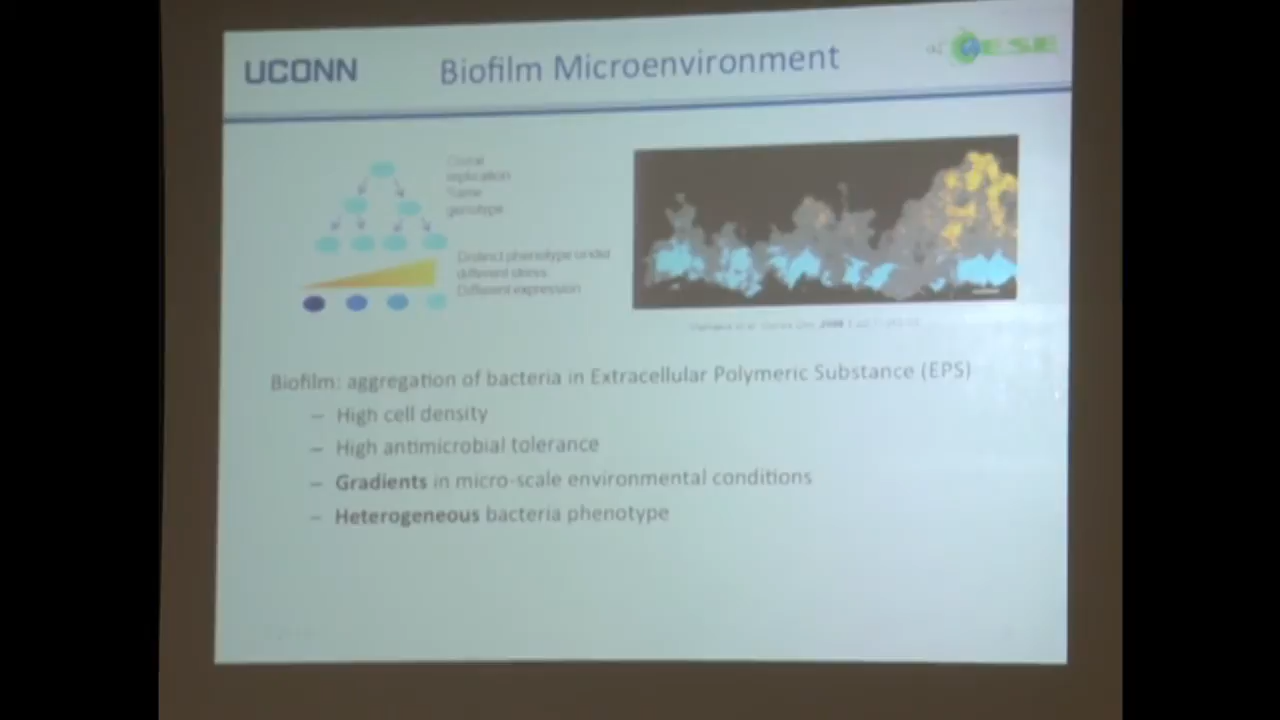 UCONN
Biofilm Microenvironment
ESE
replication
Same
genotype
Distinct phenotype under
different stress
Different expression
Biofilm: aggregation of bacteria in Extracellular Polymeric Substance (EPS)
– High cell density
– High antimicrobial tolerance
– Gradients in micro-scale environmental conditions
– Heterogeneous bacteria phenotype